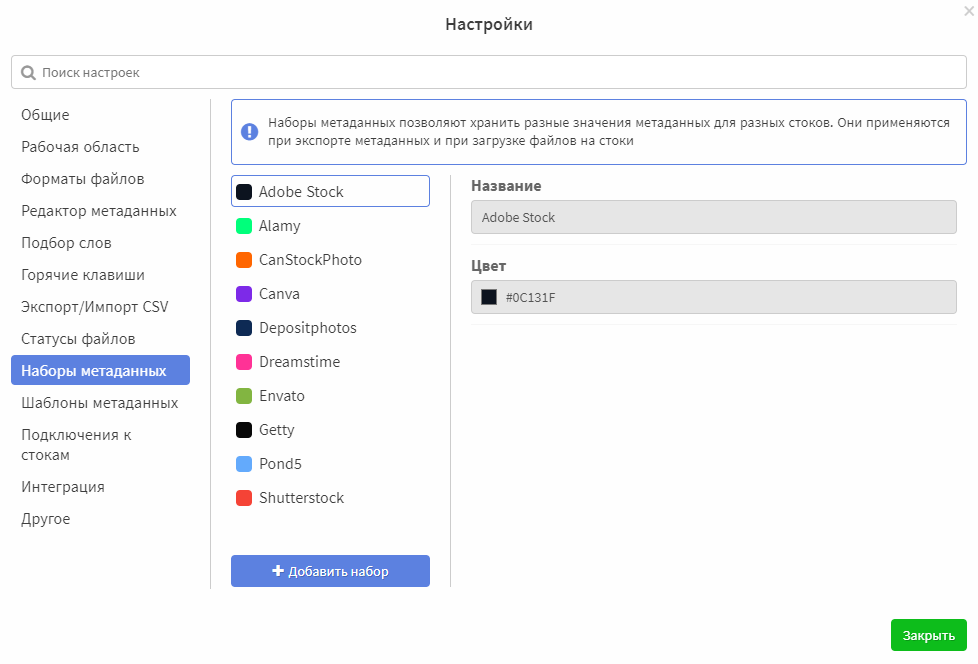 Настройки
Поиск настроек
Общие
Рабочая область
Форматы файлов
Редактор метаданных
Подбор слов
Горячие клавиши
Экспорт/Импорт CSV
Статусы файлов
Наборы метаданных
Шаблоны метаданных
Подключения к
стокам
Интеграция
Другое
Наборы метаданных позволяют хранить разные значения метаданных для разных стоков. Они применяются
при экспорте метаданных и при загрузке файлов на стоки
Adobe Stock
Alamy
CanStockPhoto
Canva
Depositphotos
Dreamstime
Envato
Getty
Pond5
Shutterstock
Добавить набор
Название
Adobe Stock
Цвет
#0C131F
Закрыть